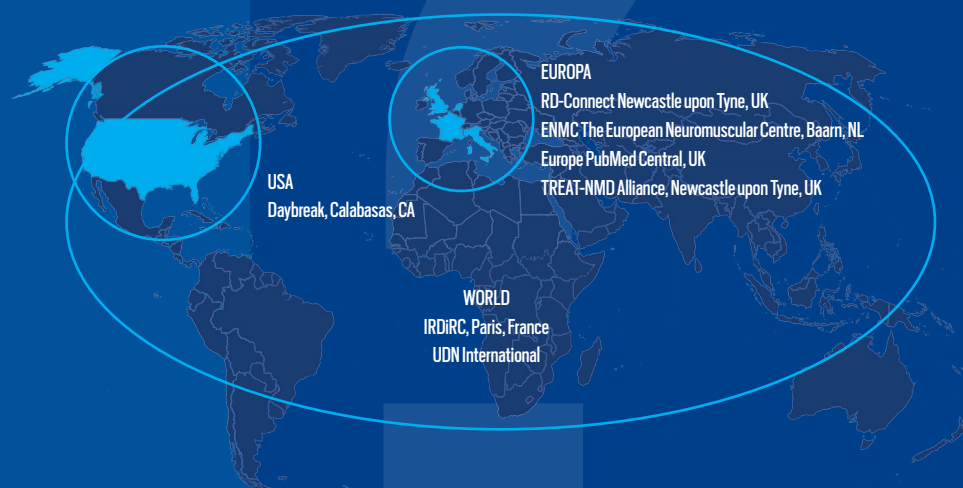 USA
Daybreak, Calabasas, CA
EUROPA
RD-Connect Newcastle upon Tyne, UK
ENMC The European Neuromuscular Centre, Baarn, NL
Europe PubMed Central, UK
TREAT-NMD Alliance, Newcastle upon Tyne, UK
WORLD
IRDiRC, Paris, France
UDN International